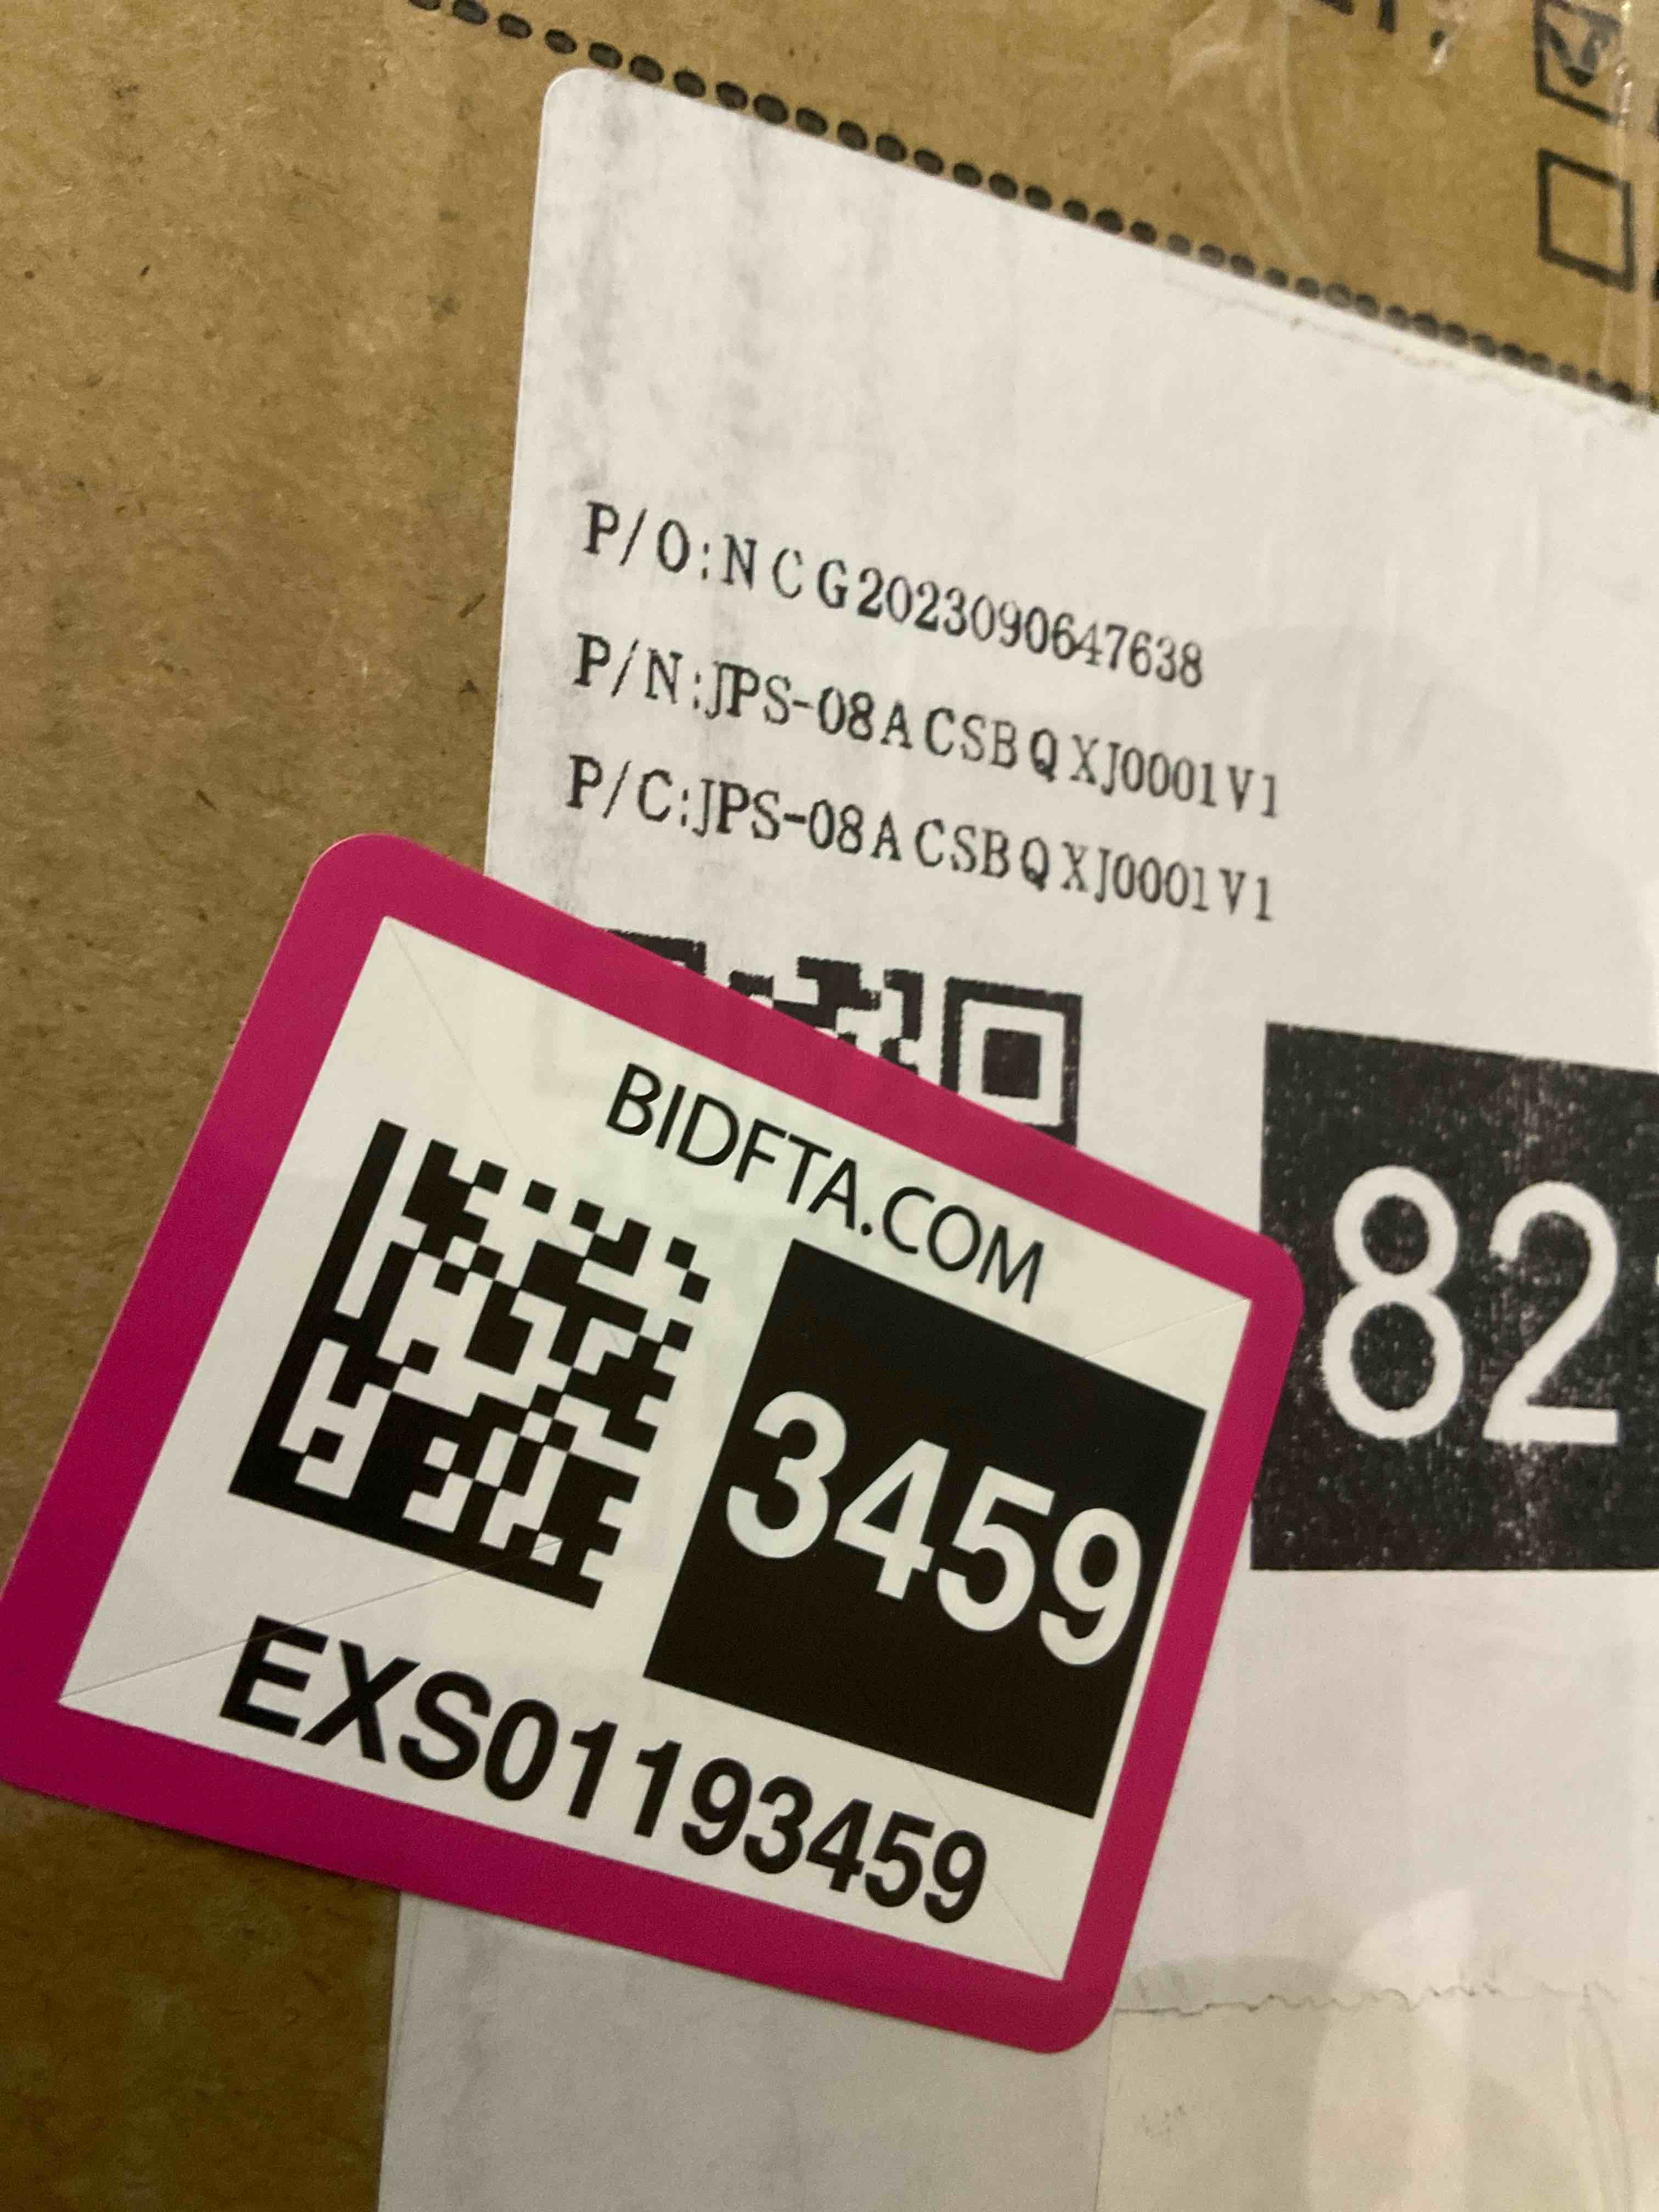 P/O:NCG2023090647638
P/N:JPS-08ACSBQXJ0001V1
P/C:JPS-08ACSBQXJ0001V1
82
BIDFTA.COM
3459
EXS01193459